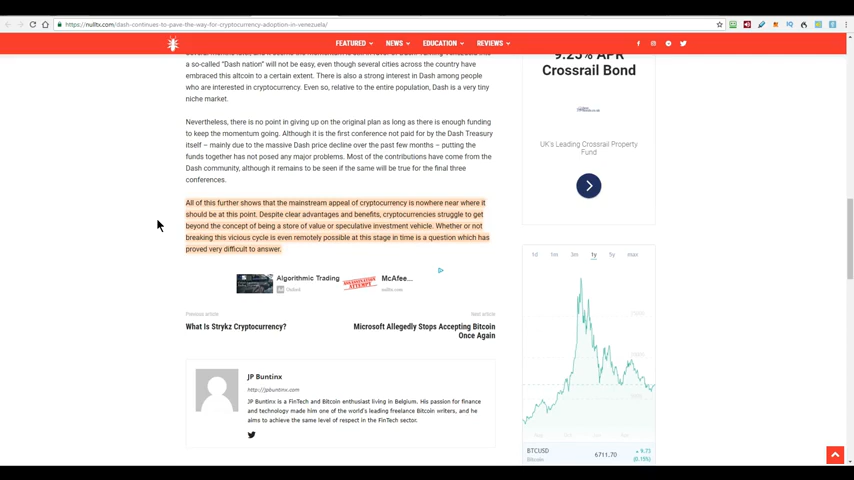 https://nulltx.com/dash-continues-to-pave-the-way-for-cryptocurrency-adoption-in-venezuela/
FEATURED
NEWS
EDUCATION
REVIEWS
a so-called "Dash nation" will not be easy, even though several cities across the country have
embraced this altcoin to a certain extent. There is also a strong interest in Dash among people
who are interested in cryptocurrency. Even so, relative to the entire population, Dash is a very tiny
niche market.
Nevertheless, there is no point in giving up on the original plan as long as there is enough funding
to keep the momentum going. Although it is the first conference not paid for by the Dash Treasury
itself – mainly due to the massive Dash price decline over the past few months – putting the
funds together has not posed any major problems. Most of the contributions have come from the
Dash community, although it remains to be seen if the same will be true for the final three
conferences.
All of this further shows that the mainstream appeal of cryptocurrency is nowhere near where it
should be at this point. Despite clear advantages and benefits, cryptocurrencies struggle to get
beyond the concept of being a store of value or speculative investment vehicle. Whether or not
breaking this vicious cycle is even remotely possible at this stage in time is a question which has
proved very difficult to answer.
Algorithmic Trading
Ad Oxford
ASSASSINATION
ATTEMPT
McAfee...
nulltx.com
Previous article
What Is Strykz Cryptocurrency?
Next article
Microsoft Allegedly Stops Accepting Bitcoin
Once Again
JP Buntinx
http://jpbuntinx.com
JP Buntinx is a FinTech and Bitcoin enthusiast living in Belgium. His passion for finance
and technology made him one of the world's leading freelance Bitcoin writers, and he
aims to achieve the same level of respect in the FinTech sector.
9.25% APR
Crossrail Bond
UK's Leading Crossrail Property
Fund
1d 1m 3m 1y 5y max
BTCUSD
Bitcoin
6711.70
9.73
(0.15%)